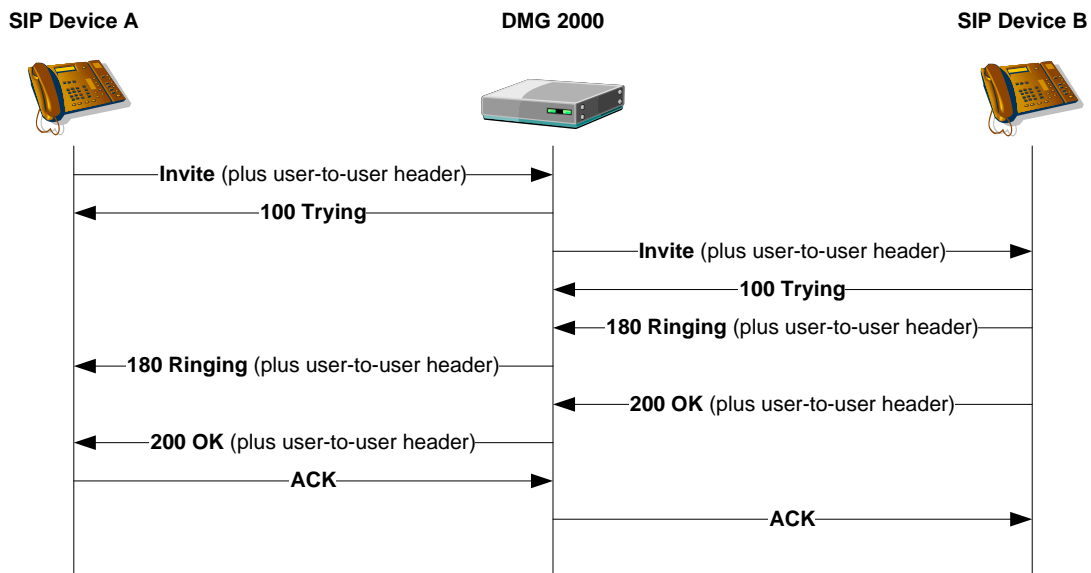 SIP Device A
DMG 2000
SIP Device B
Invite (plus user-to-user header)
100 Trying
Invite (plus user-to-user header)
100 Trying
180 Ringing (plus user-to-user header)
180 Ringing (plus user-to-user header)
200 OK (plus user-to-user header)
200 OK (plus user-to-user header)
ACK
ACK